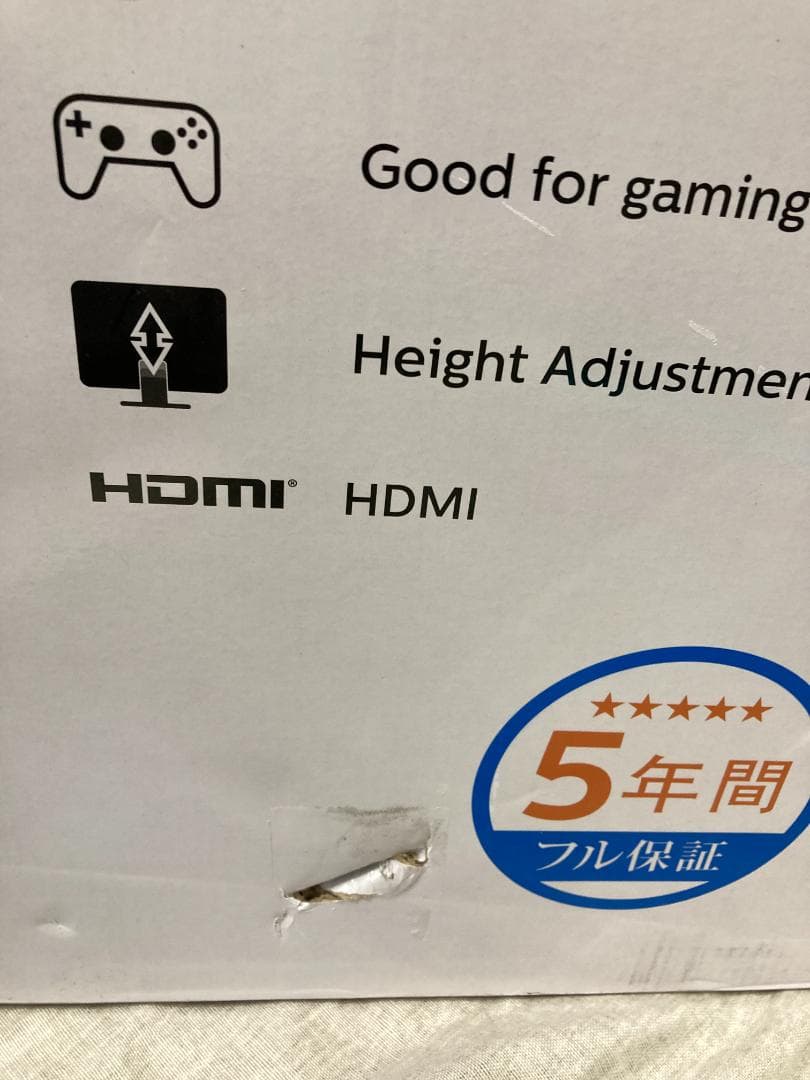 Good for gaming
Height Adjustmen
HDMI® HDMI
5年間
フル保証